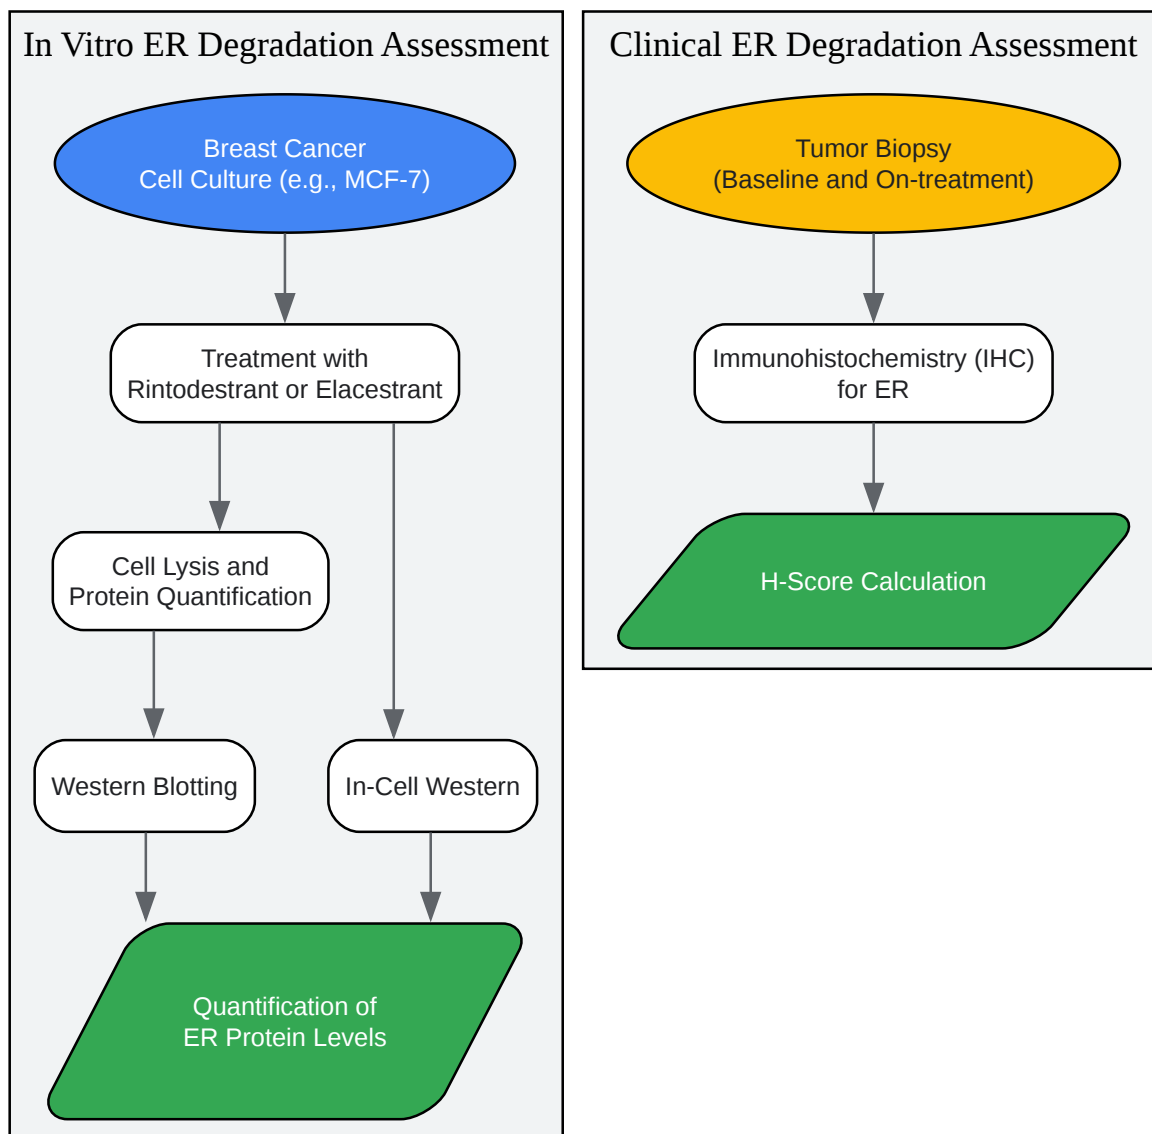 In Vitro ER Degradation Assessment
Breast Cancer
Cell Culture (e.g., MCF-7)
Treatment with
Rintodestrant or Elacestrant
Cell Lysis and
Protein Quantification
Western Blotting
In-Cell Western
Quantification of
ER Protein Levels
Clinical ER Degradation Assessment
Tumor Biopsy
(Baseline and On-treatment)
Immunohistochemistry (IHC)
for ER
H-Score Calculation